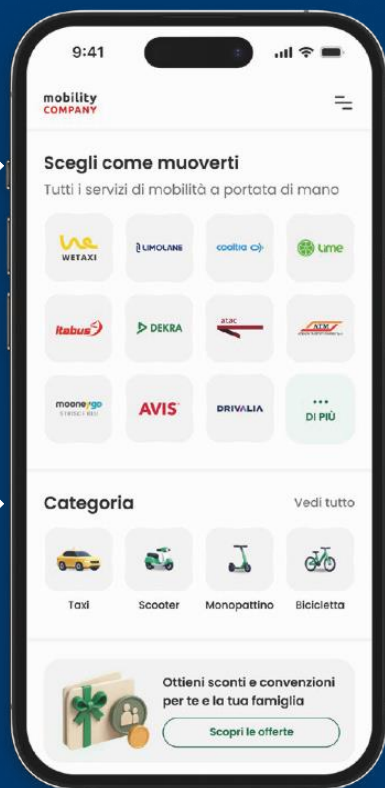 9:41
mobility
COMPANY
Scegli come muoverti
Tutti i servizi di mobilità a portata di mano
WETAXI
LIMOLANE
cooltra
Lime
itabus
DEKRA
atac
ATM
mooneygo
AVIS
DRIVALIA
DI PIÙ
Categoria
Vedi tutto
Taxi
Scooter
Monopattino
Bicicletta
Ottieni sconti e convenzioni
per te e la tua famiglia
Scopri le offerte